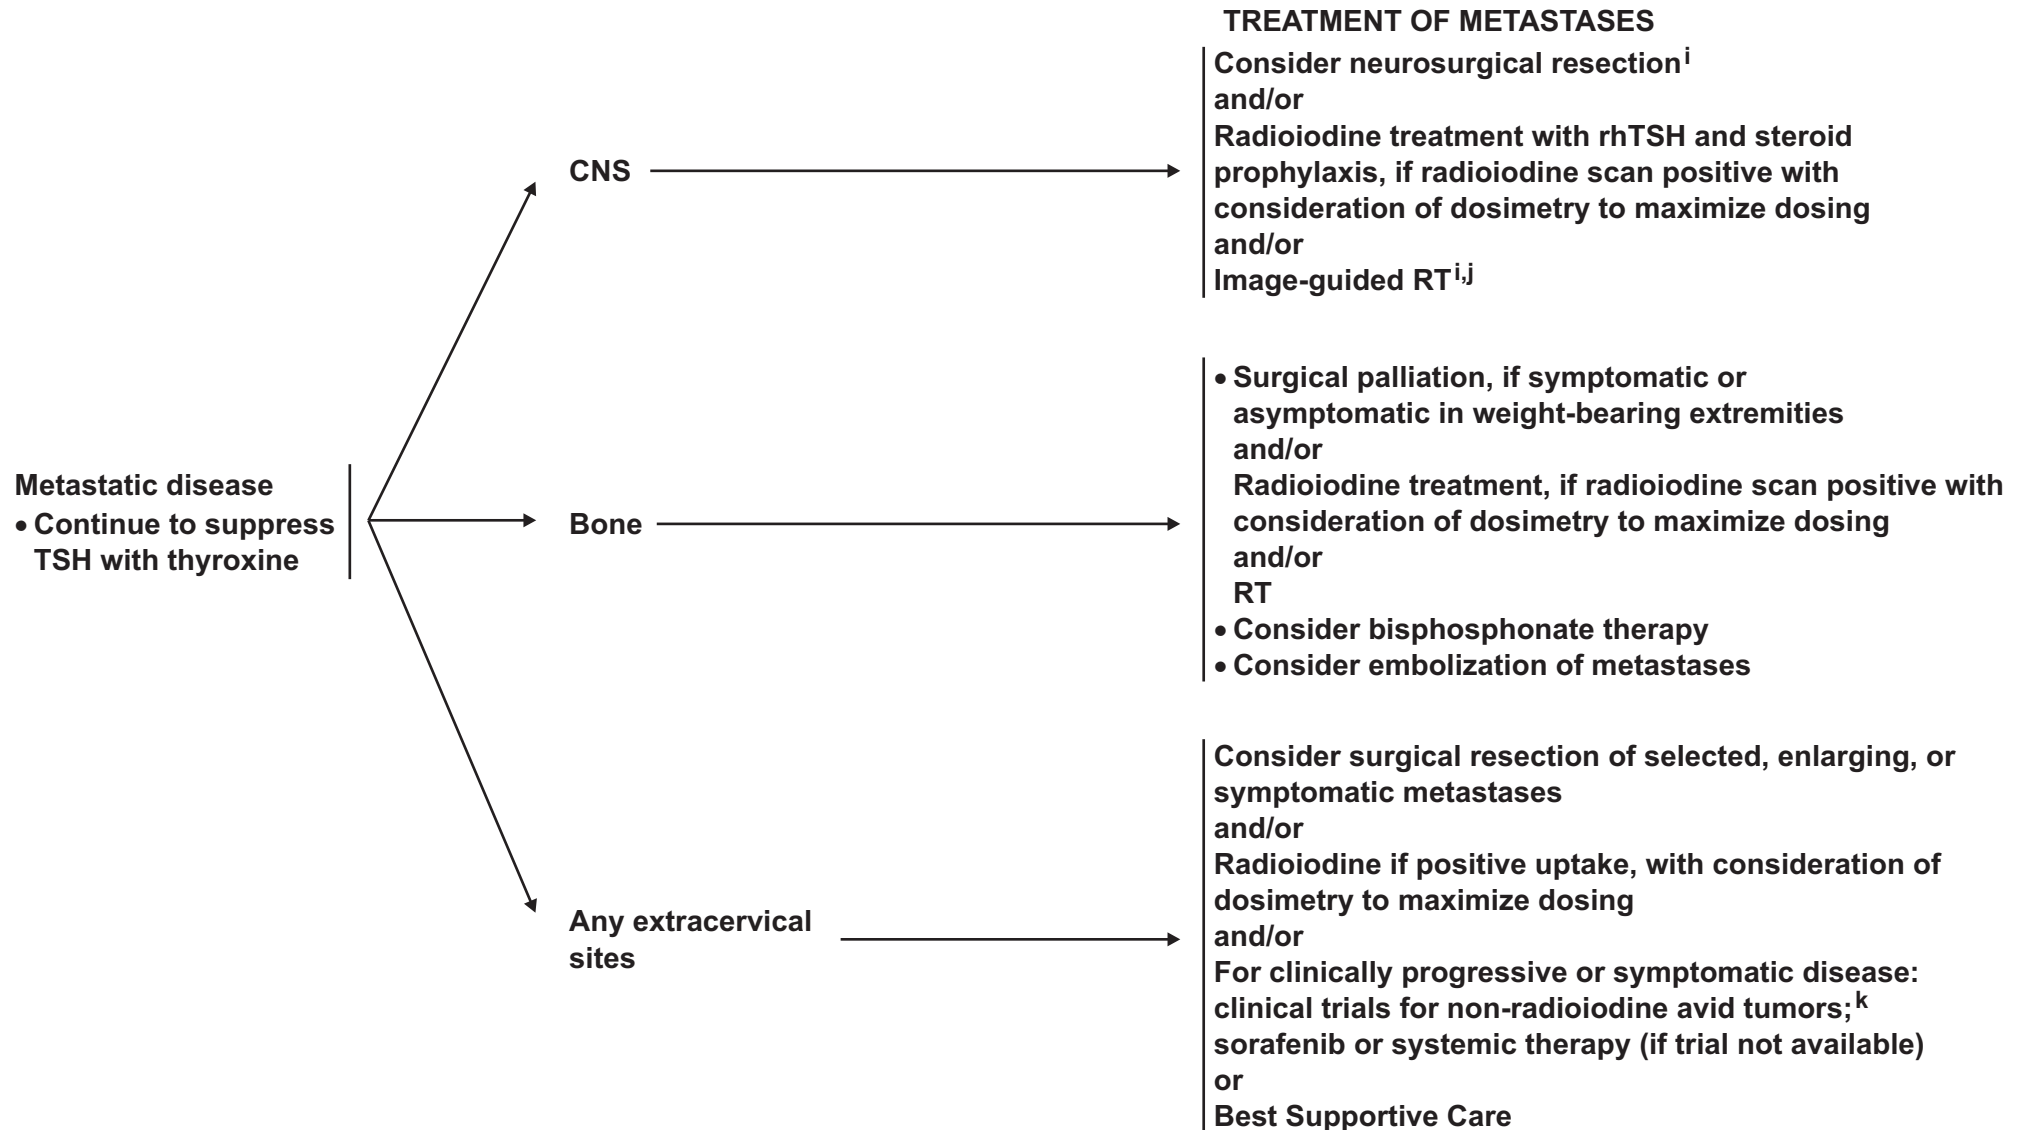 TREATMENT OF METASTASES
Consider neurosurgical resection i
and/or
Radioiodine treatment with rhTSH and steroid
prophylaxis, if radioiodine scan positive with
consideration of dosimetry to maximize dosing
and/or
Image-guided RT i,j
CNS
• Surgical palliation, if symptomatic or
asymptomatic in weight-bearing extremities
and/or
Radioiodine treatment, if radioiodine scan positive with
consideration of dosimetry to maximize dosing
and/or
RT
• Consider bisphosphonate therapy
• Consider embolization of metastases
Metastatic disease
• Continue to suppress
TSH with thyroxine
Bone
Consider surgical resection of selected, enlarging, or
symptomatic metastases
and/or
Radioiodine if positive uptake, with consideration of
dosimetry to maximize dosing
and/or
For clinically progressive or symptomatic disease:
clinical trials for non-radioiodine avid tumors; k
sorafenib or systemic therapy (if trial not available)
or
Best Supportive Care
Any extracervical
sites